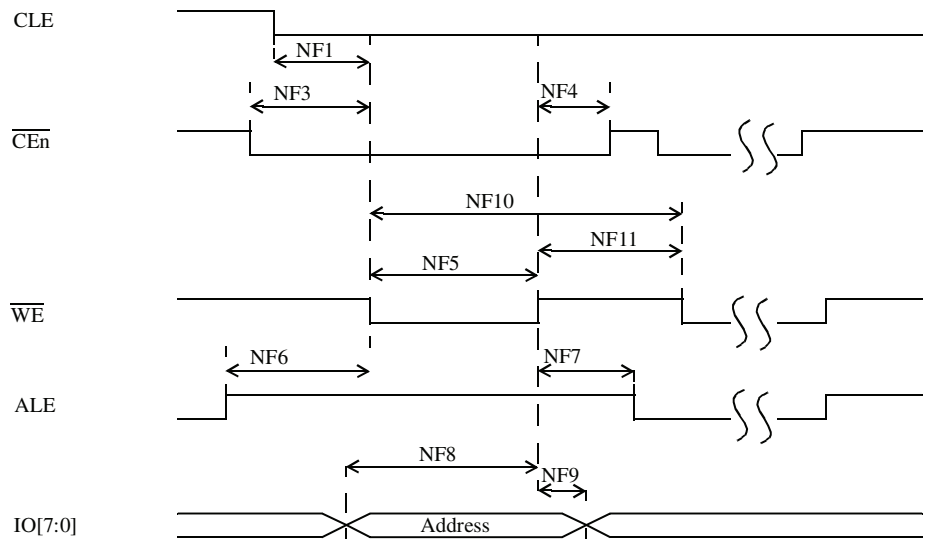 CLE
NF1
NF3
NF4
CEn
NF10
NF11
NF5
WE
NF6
NF7
ALE
NF8
NF9
IO[7:0]
Address